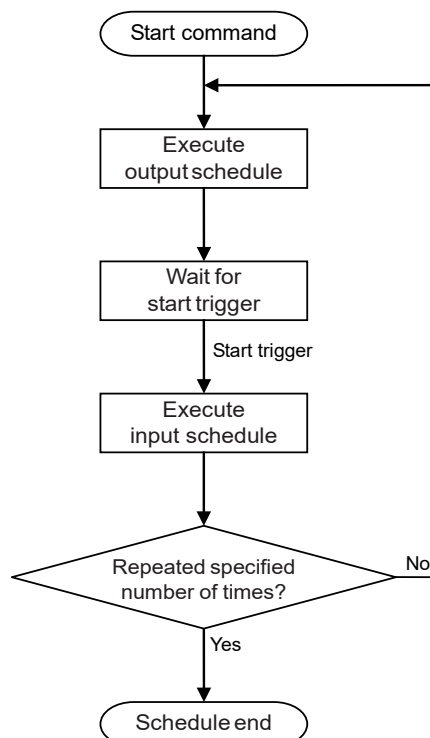 Start command
Execute
output schedule
Wait for
start trigger
Start trigger
Execute
input schedule
Repeated specified
number of times?
No
Yes
Schedule end